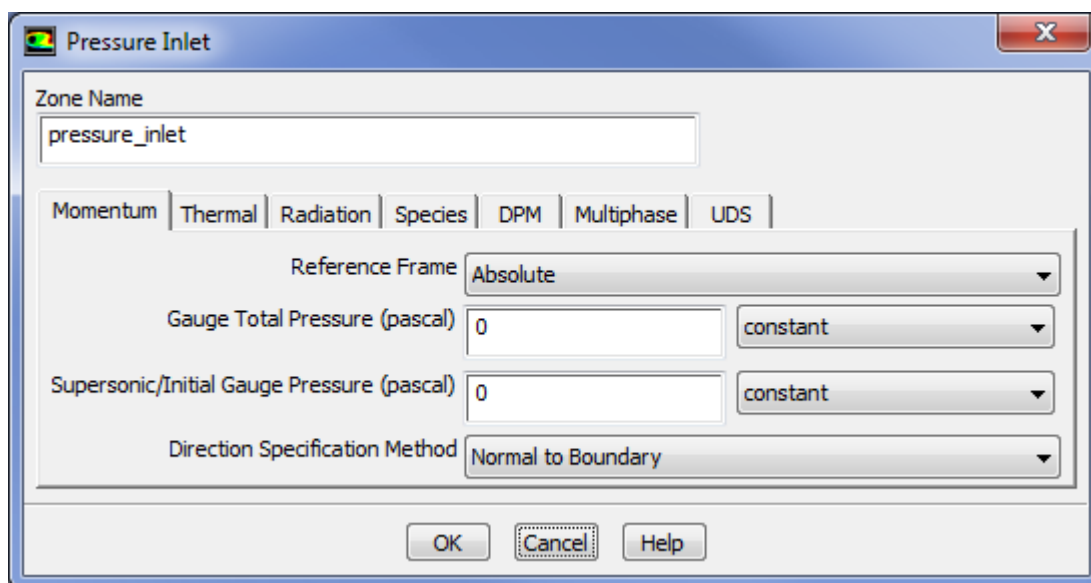 Pressure Inlet
X
Zone Name
pressure_inlet
Momentum Thermal Radiation Species DPM Multiphase UDS
Reference Frame Absolute
Gauge Total Pressure (pascal) 0 constant
Supersonic/Initial Gauge Pressure (pascal) 0 constant
Direction Specification Method Normal to Boundary
OK Cancel Help